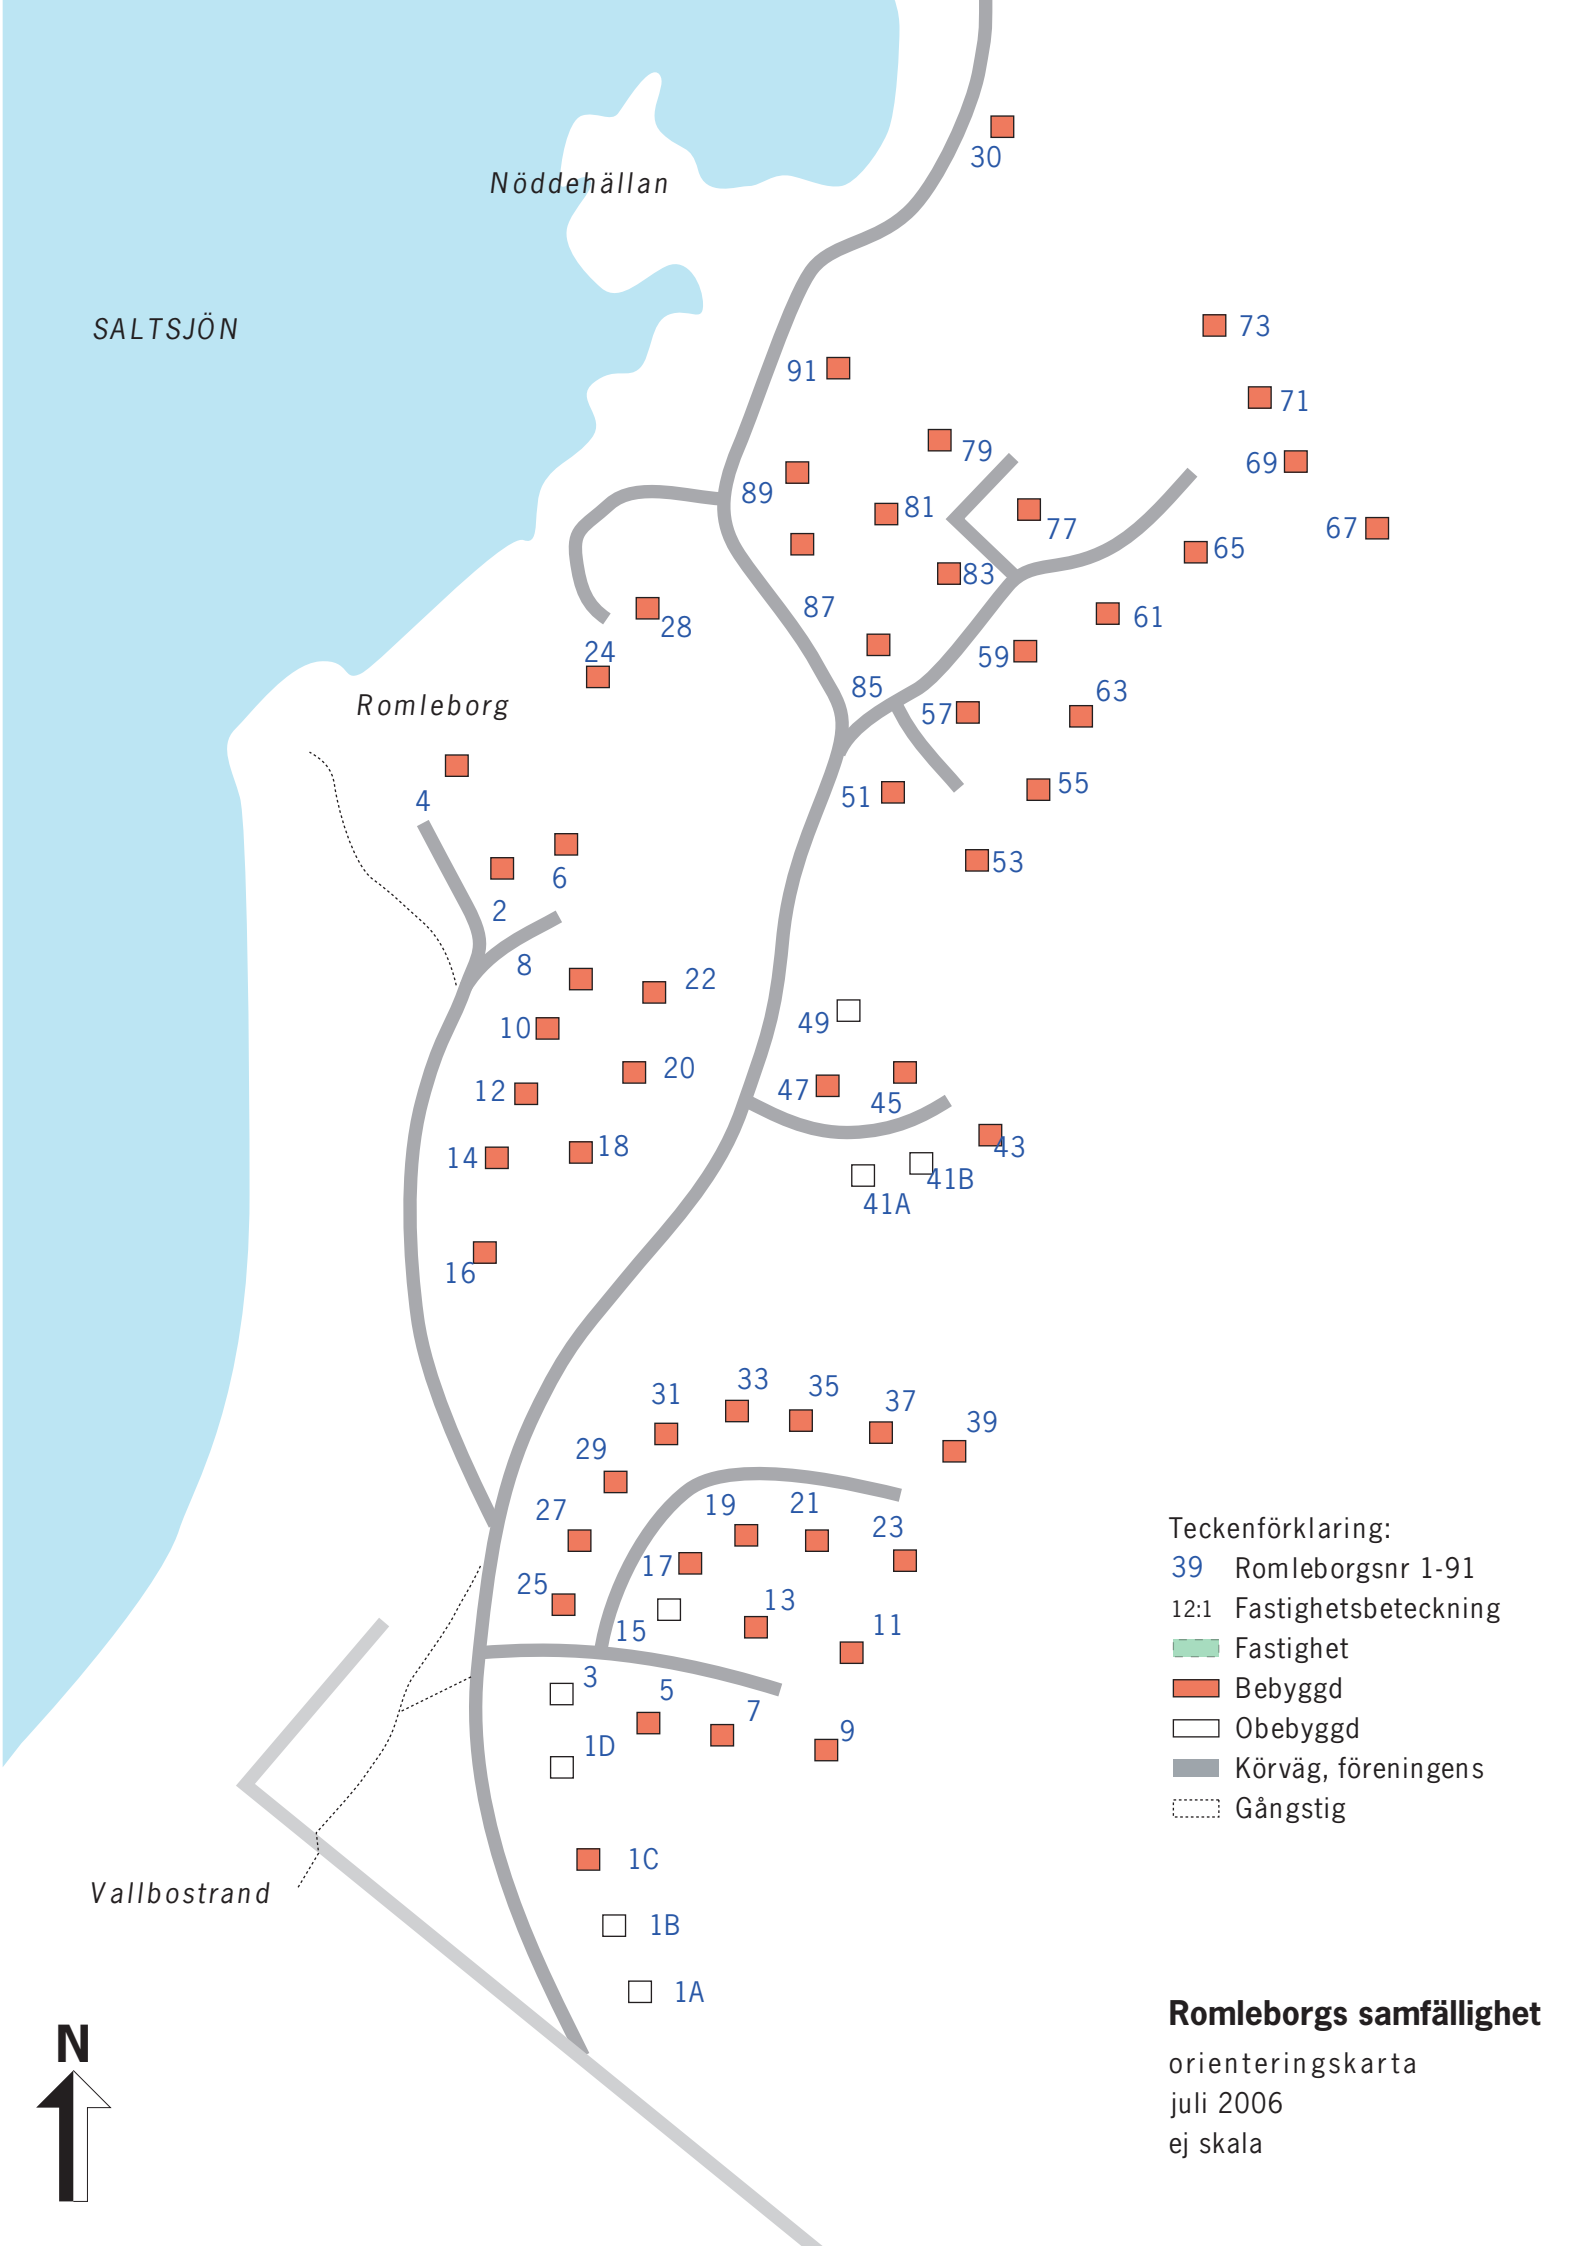 30
Nöddehällan
SALTSJÖN
73
91
71
79
69
89
81
77
67
65
83
87
61
28
24
59
85
63
Romleborg
57
55
51
4
53
6
2
8
22
49
10
20
47
12
45
43
18
14
41B
41A
16
33
35
31
37
39
29
19
21
27
23
17
25
13
11
15
3
5
7
9
1D
1C
1B
1A
Vallbostrand
Teckenförklaring:
39 Romleborgsnr 1-91
12:1 Fastighetsbeteckning
Fastighet
Bebyggd
Obebyggd
Körväg, föreningens
Gångstig
N
Romleborgs samfällighet
orienteringskarta
juli 2006
ej skala